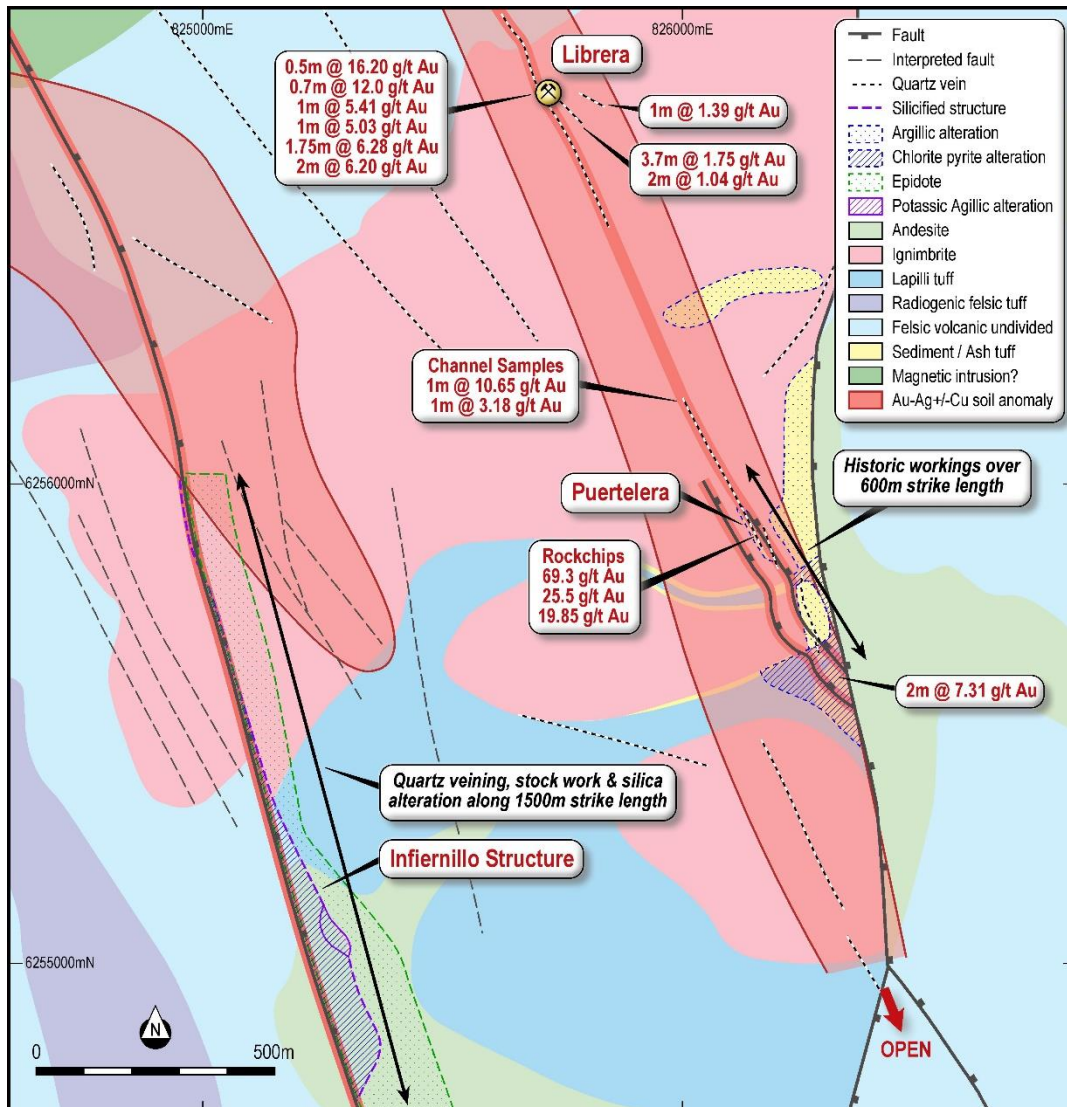 825000mE
826000mE
0.5m @ 16.20 g/t Au
0.7m @ 12.0 g/t Au
1m @ 5.41 g/t Au
1m @ 5.03 g/t Au
1.75m @ 6.28 g/t Au
2m @ 6.20 g/t Au
Librera
1m @ 1.39 g/t Au
3.7m @ 1.75 g/t Au
2m @ 1.04 g/t Au
Fault
Interpreted fault
Quartz vein
Silicified structure
Argillic alteration
Chlorite pyrite alteration
Epidote
Potassic Agillic alteration
Andesite
Ignimbrite
Lapilli tuff
Radiogenic felsic tuff
Felsic volcanic undivided
Sediment / Ash tuff
Magnetic intrusion?
Au-Ag+/-Cu soil anomaly
Channel Samples
1m @ 10.65 g/t Au
1m @ 3.18 g/t Au
Historic workings over
600m strike length
6256000mN
Puertelera
Rockchips
69.3 g/t Au
25.5 g/t Au
19.85 g/t Au
2m @ 7.31 g/t Au
Quartz veining, stock work & silica
alteration along 1500m strike length
Infiernillo Structure
6255000mN
N
0
500m
OPEN